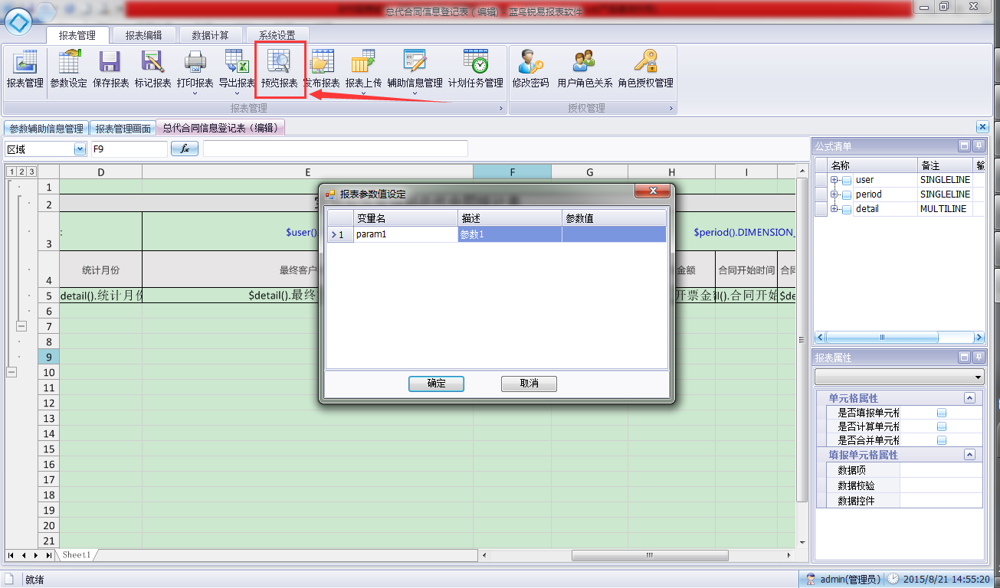 总代合同信息登记表（编辑）- 蓝鸟锐易报表软件
报表管理 报表编辑 数据计算 系统设置
报表管理 参数设定 保存报表 标记报表 打印报表 导出报表 预览报表 发布报表 报表上传 辅助信息管理 计划任务管理 修改密码 用户角色关系 角色授权管理
报表管理 授权管理
参数辅助信息管理 报表管理画面 总代合同信息登记表（编辑）
区域 F9 fx
公式清单
名称 备注 输
user SINGLELINE
period SINGLELINE
detail MULTILINE
1 2 3 D E F G H I
1
2
3 : $user() $period().DIMENSION_
4 统计月份 最终客户 金额 合同开始时间 合同
5 detail().统计月份 $detail().最终 开票金额 l().合同开始 $de
6
7
8
9
10
11
12
13
14
15
16
17
18
19
20
21
报表参数值设定
变量名 描述 参数值
1 param1 参数1
确定 取消
报表属性
单元格属性
是否填报单元格
是否计算单元格
是否合并单元格
填报单元格属性
数据项
数据校验
数据控件
Sheet1
就绪 admin(管理员) 2015/8/21 14:55:20